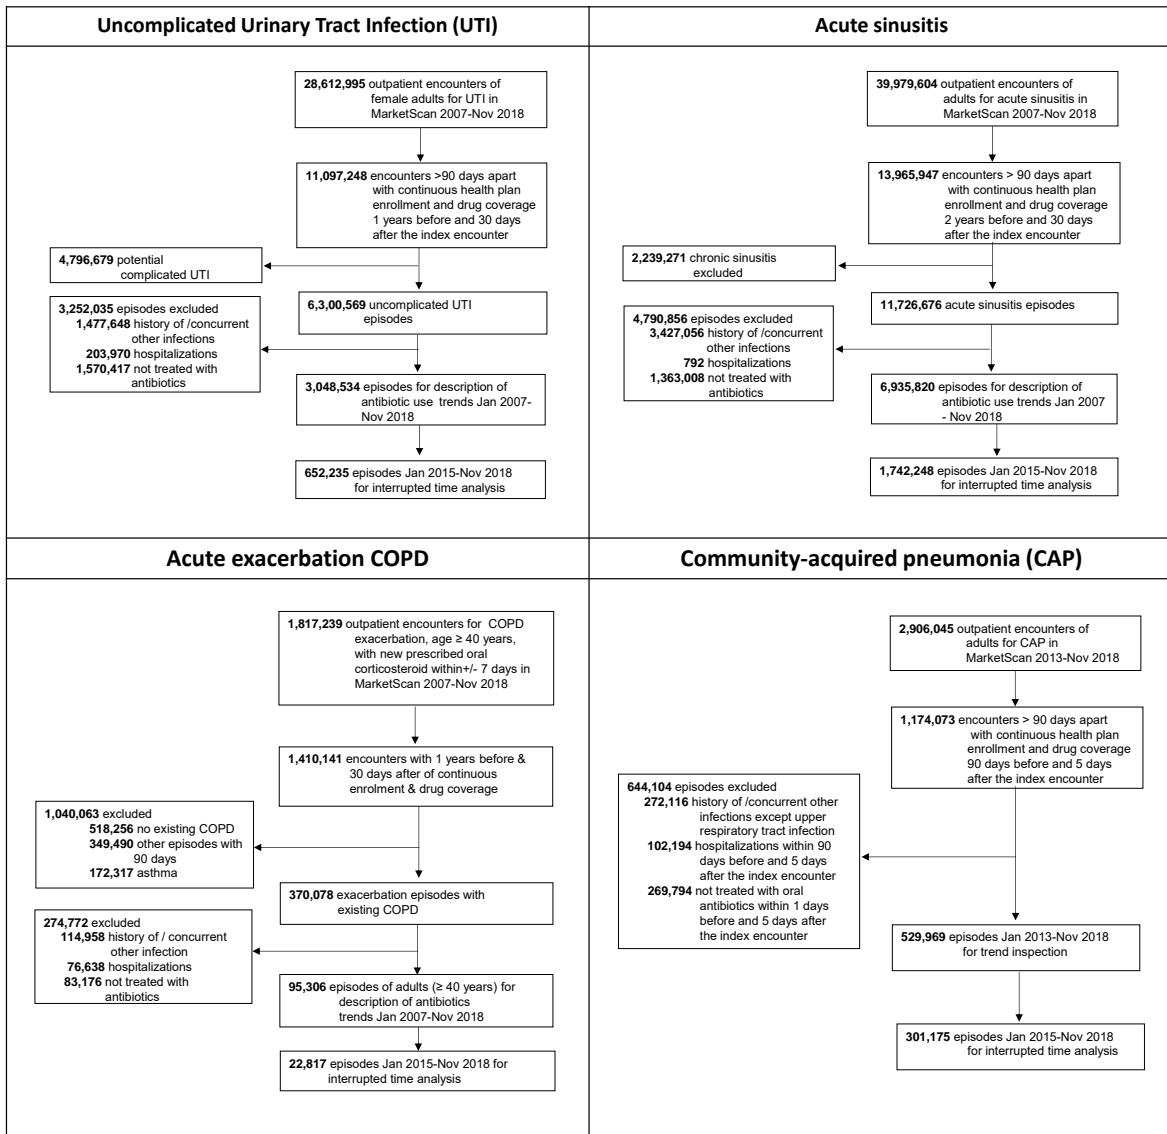 Uncomplicated Urinary Tract Infection (UTI)
28,612,995 outpatient encounters of
female adults for UTI in
MarketScan 2007-Nov 2018
11,097,248 encounters >90 days apart
with continuous health plan
enrollment and drug coverage
1 years before and 30 days
after the index encounter
4,796,679 potential
complicated UTI
6,3,00,569 uncomplicated UTI
episodes
3,252,035 episodes excluded
1,477,648 history of /concurrent
other infections
203,970 hospitalizations
1,570,417 not treated with
antibiotics
3,048,534 episodes for description of
antibiotic use trends Jan 2007-
Nov 2018
652,235 episodes Jan 2015-Nov 2018
for interrupted time analysis
Acute sinusitis
39,979,604 outpatient encounters of
adults for acute sinusitis in
MarketScan 2007-Nov 2018
13,965,947 encounters > 90 days apart
with continuous health plan
enrollment and drug coverage
2 years before and 30 days
after the index encounter
2,239,271 chronic sinusitis
excluded
11,726,676 acute sinusitis episodes
4,790,856 episodes excluded
3,427,056 history of /concurrent
other infections
792 hospitalizations
1,363,008 not treated with
antibiotics
6,935,820 episodes for description of
antibiotic use trends Jan 2007
- Nov 2018
1,742,248 episodes Jan 2015-Nov 2018
for interrupted time analysis
Acute exacerbation COPD
1,817,239 outpatient encounters for COPD
exacerbation, age ≥ 40 years,
with new prescribed oral
corticosteroid within+/- 7 days in
MarketScan 2007-Nov 2018
1,410,141 encounters with 1 years before &
30 days after of continuous
enrolment & drug coverage
1,040,063 excluded
518,256 no existing COPD
349,490 other episodes with
90 days
172,317 asthma
370,078 exacerbation episodes with
existing COPD
274,772 excluded
114,958 history of / concurrent
other infection
76,638 hospitalizations
83,176 not treated with
antibiotics
95,306 episodes of adults (≥ 40 years) for
description of antibiotics
trends Jan 2007-Nov 2018
22,817 episodes Jan 2015-Nov 2018 for
interrupted time analysis
Community-acquired pneumonia (CAP)
2,906,045 outpatient encounters of
adults for CAP in
MarketScan 2013-Nov 2018
1,174,073 encounters > 90 days apart
with continuous health plan
enrollment and drug coverage
90 days before and 5 days
after the index encounter
644,104 episodes excluded
272,116 history of /concurrent other
infections except upper
respiratory tract infection
102,194 hospitalizations within 90
days before and 5 days
after the index encounter
269,794 not treated with oral
antibiotics within 1 days
before and 5 days after
the index encounter
529,969 episodes Jan 2013-Nov 2018
for trend inspection
301,175 episodes Jan 2015-Nov 2018
for interrupted time analysis